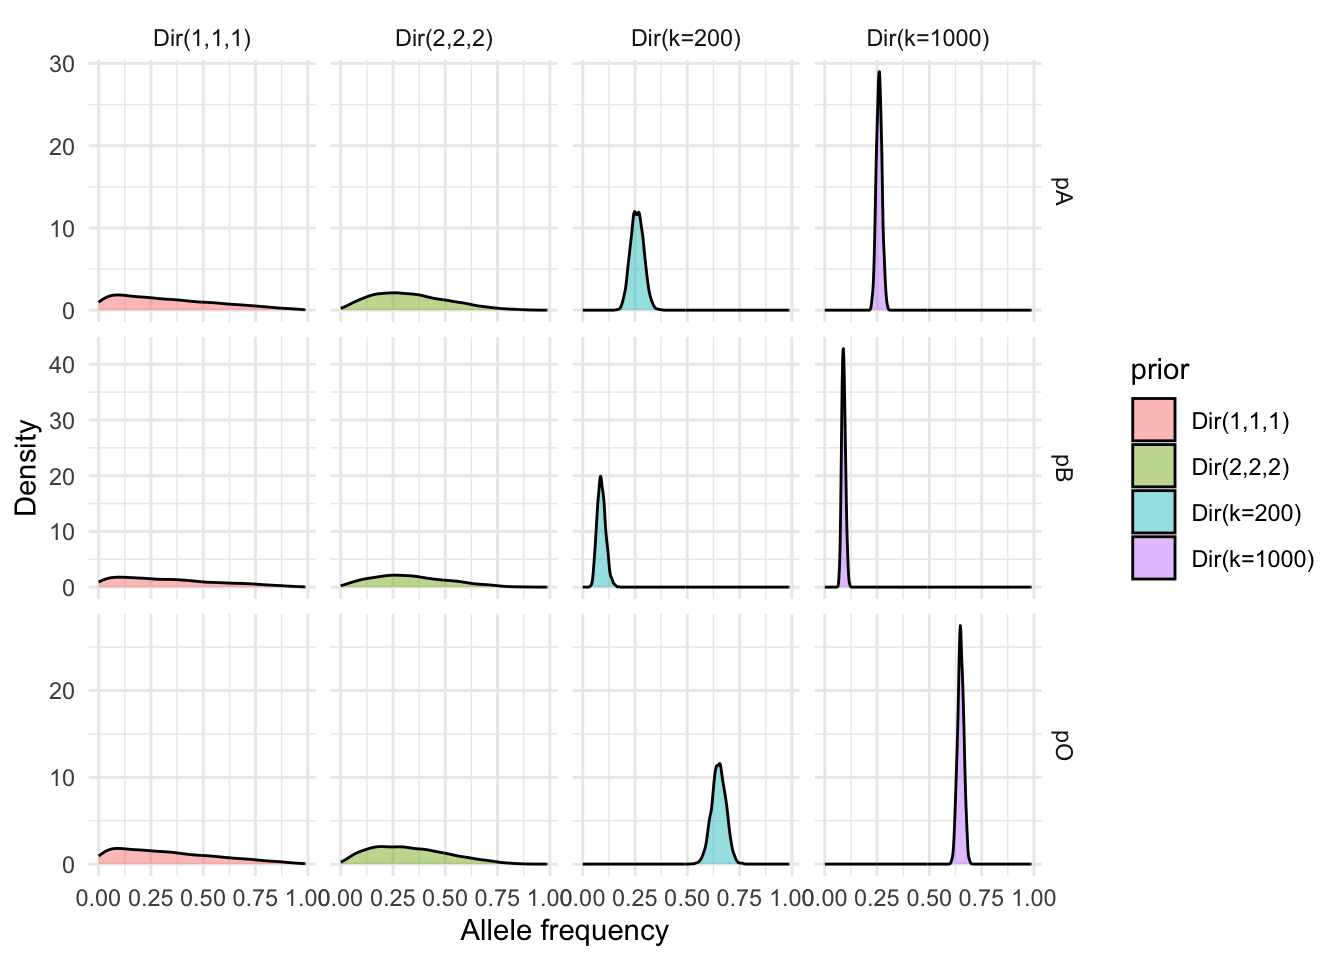 Dir(1,1,1) Dir(2,2,2) Dir(k=200) Dir(k=1000)
30
20
10
0
pA
40
30
20
10
0
pB
20
10
0
pO
Density
0.00 0.25 0.50 0.75 1.00 0.00 0.25 0.50 0.75 1.00 0.00 0.25 0.50 0.75 1.00 0.00 0.25 0.50 0.75 1.00
Allele frequency
prior
Dir(1,1,1)
Dir(2,2,2)
Dir(k=200)
Dir(k=1000)